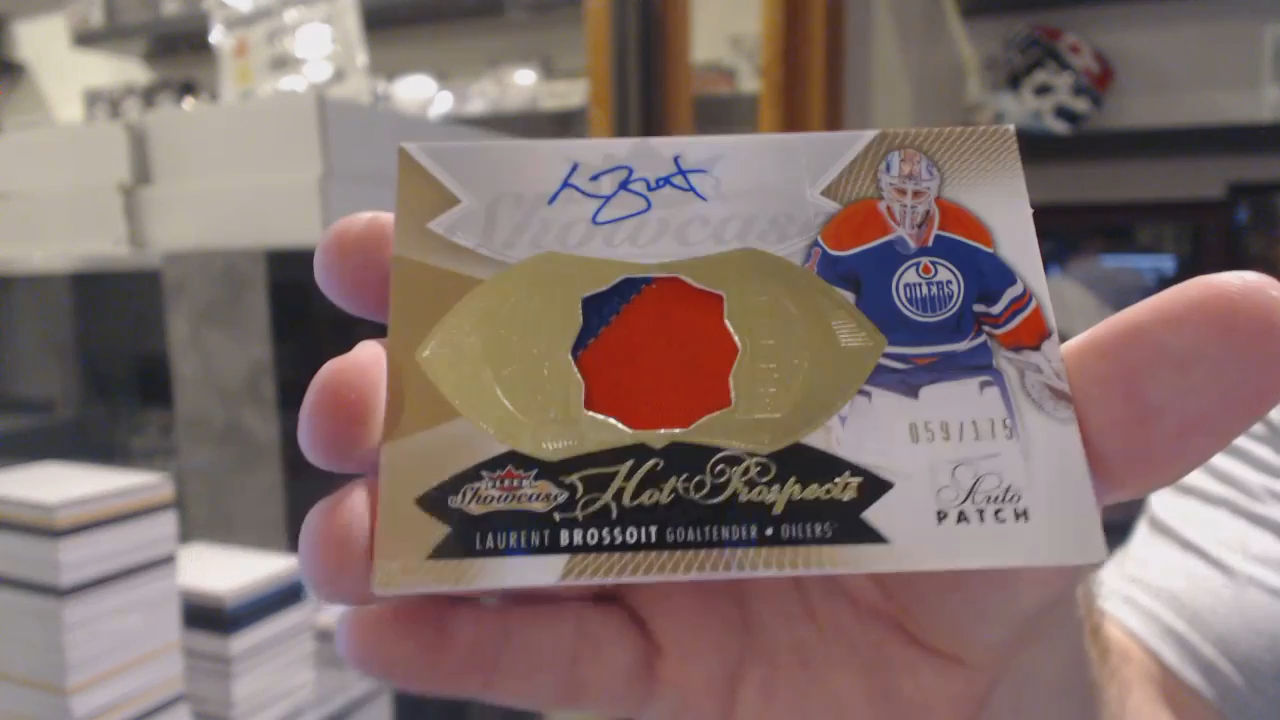 Showcase
OILERS
059/175
FLEER
Showcase
Hot Prospects
Auto
PATCH
LAURENT BROSSOIT GOALTENDER • OILERS